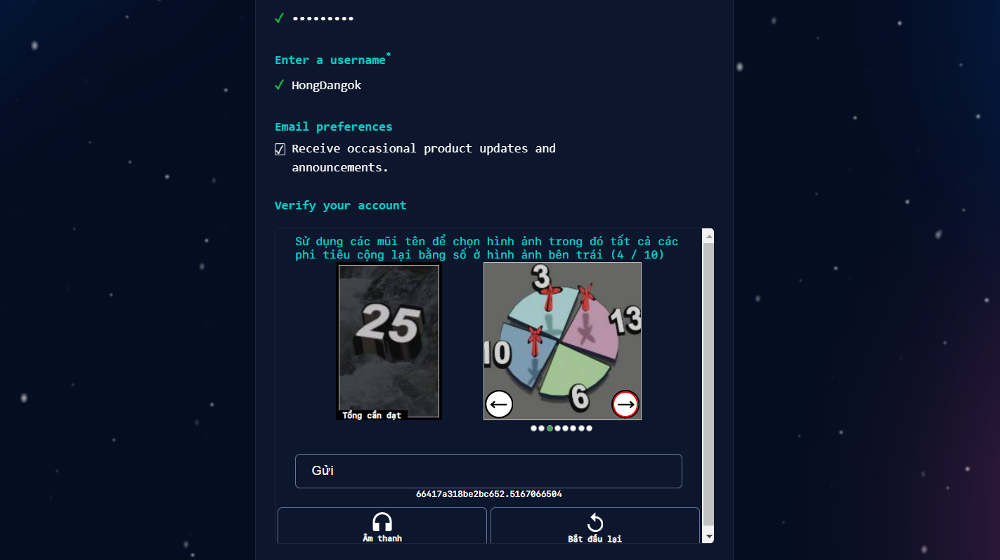 •••••••••
Enter a username*
HongDangok
Email preferences
Receive occasional product updates and
announcements.
Verify your account
Sử dụng các mũi tên để chọn hình ảnh trong đó tất cả các
phi tiêu cộng lại bằng số ở hình ảnh bên trái (4 / 10)
25
Tổng cần đạt
3
13
10
6
Gửi
66417a318be2bc652.5167066504
Âm thanh
Bắt đầu lại